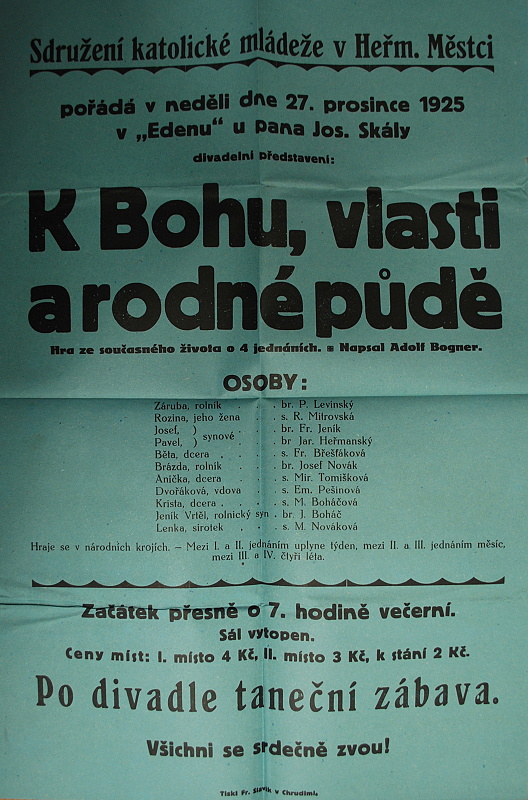 Sdružení katolické mládeže v Heřm. Městci
pořádá v neděli dne 27. prosince 1925
v „Edenu“ u pana Jos. Skály
divadelní představení:
K Bohu, vlasti
a rodné půdě
Hra ze současného života o 4 jednáních. Napsal Adolf Bogner.
OSOBY:
Záruba, rolník . . . br. P. Levinský
Rozina, jeho žena . . s. R. Mitrovská
Josef, ) synové . . br. Fr. Jeník
Pavel, ) . . br Jar. Heřmanský
Běta, dcera . . . . s. Fr. Břešťáková
Brázda, rolník . . . br. Josef Novák
Anička, dcera . . . s. Mir. Tomišková
Dvořáková, vdova . . s. Em. Pešinová
Krista, dcera . . . . s. M. Boháčová
Jeník Vrtěl, rolnický syn . br. J. Boháč
Lenka, sirotek . . . s. M. Nováková
Hraje se v národních krojích. – Mezi I. a II. jednáním uplyne týden, mezi II. a III. jednáním měsíc,
mezi III. a IV. čtyři léta.
Začátek přesně o 7. hodině večerní.
Sál vytopen.
Ceny míst: I. místo 4 Kč, II. místo 3 Kč, k stání 2 Kč.
Po divadle taneční zábava.
Všichni se srdečně zvou!
Tiskl Fr. Slavík v Chrudimi.